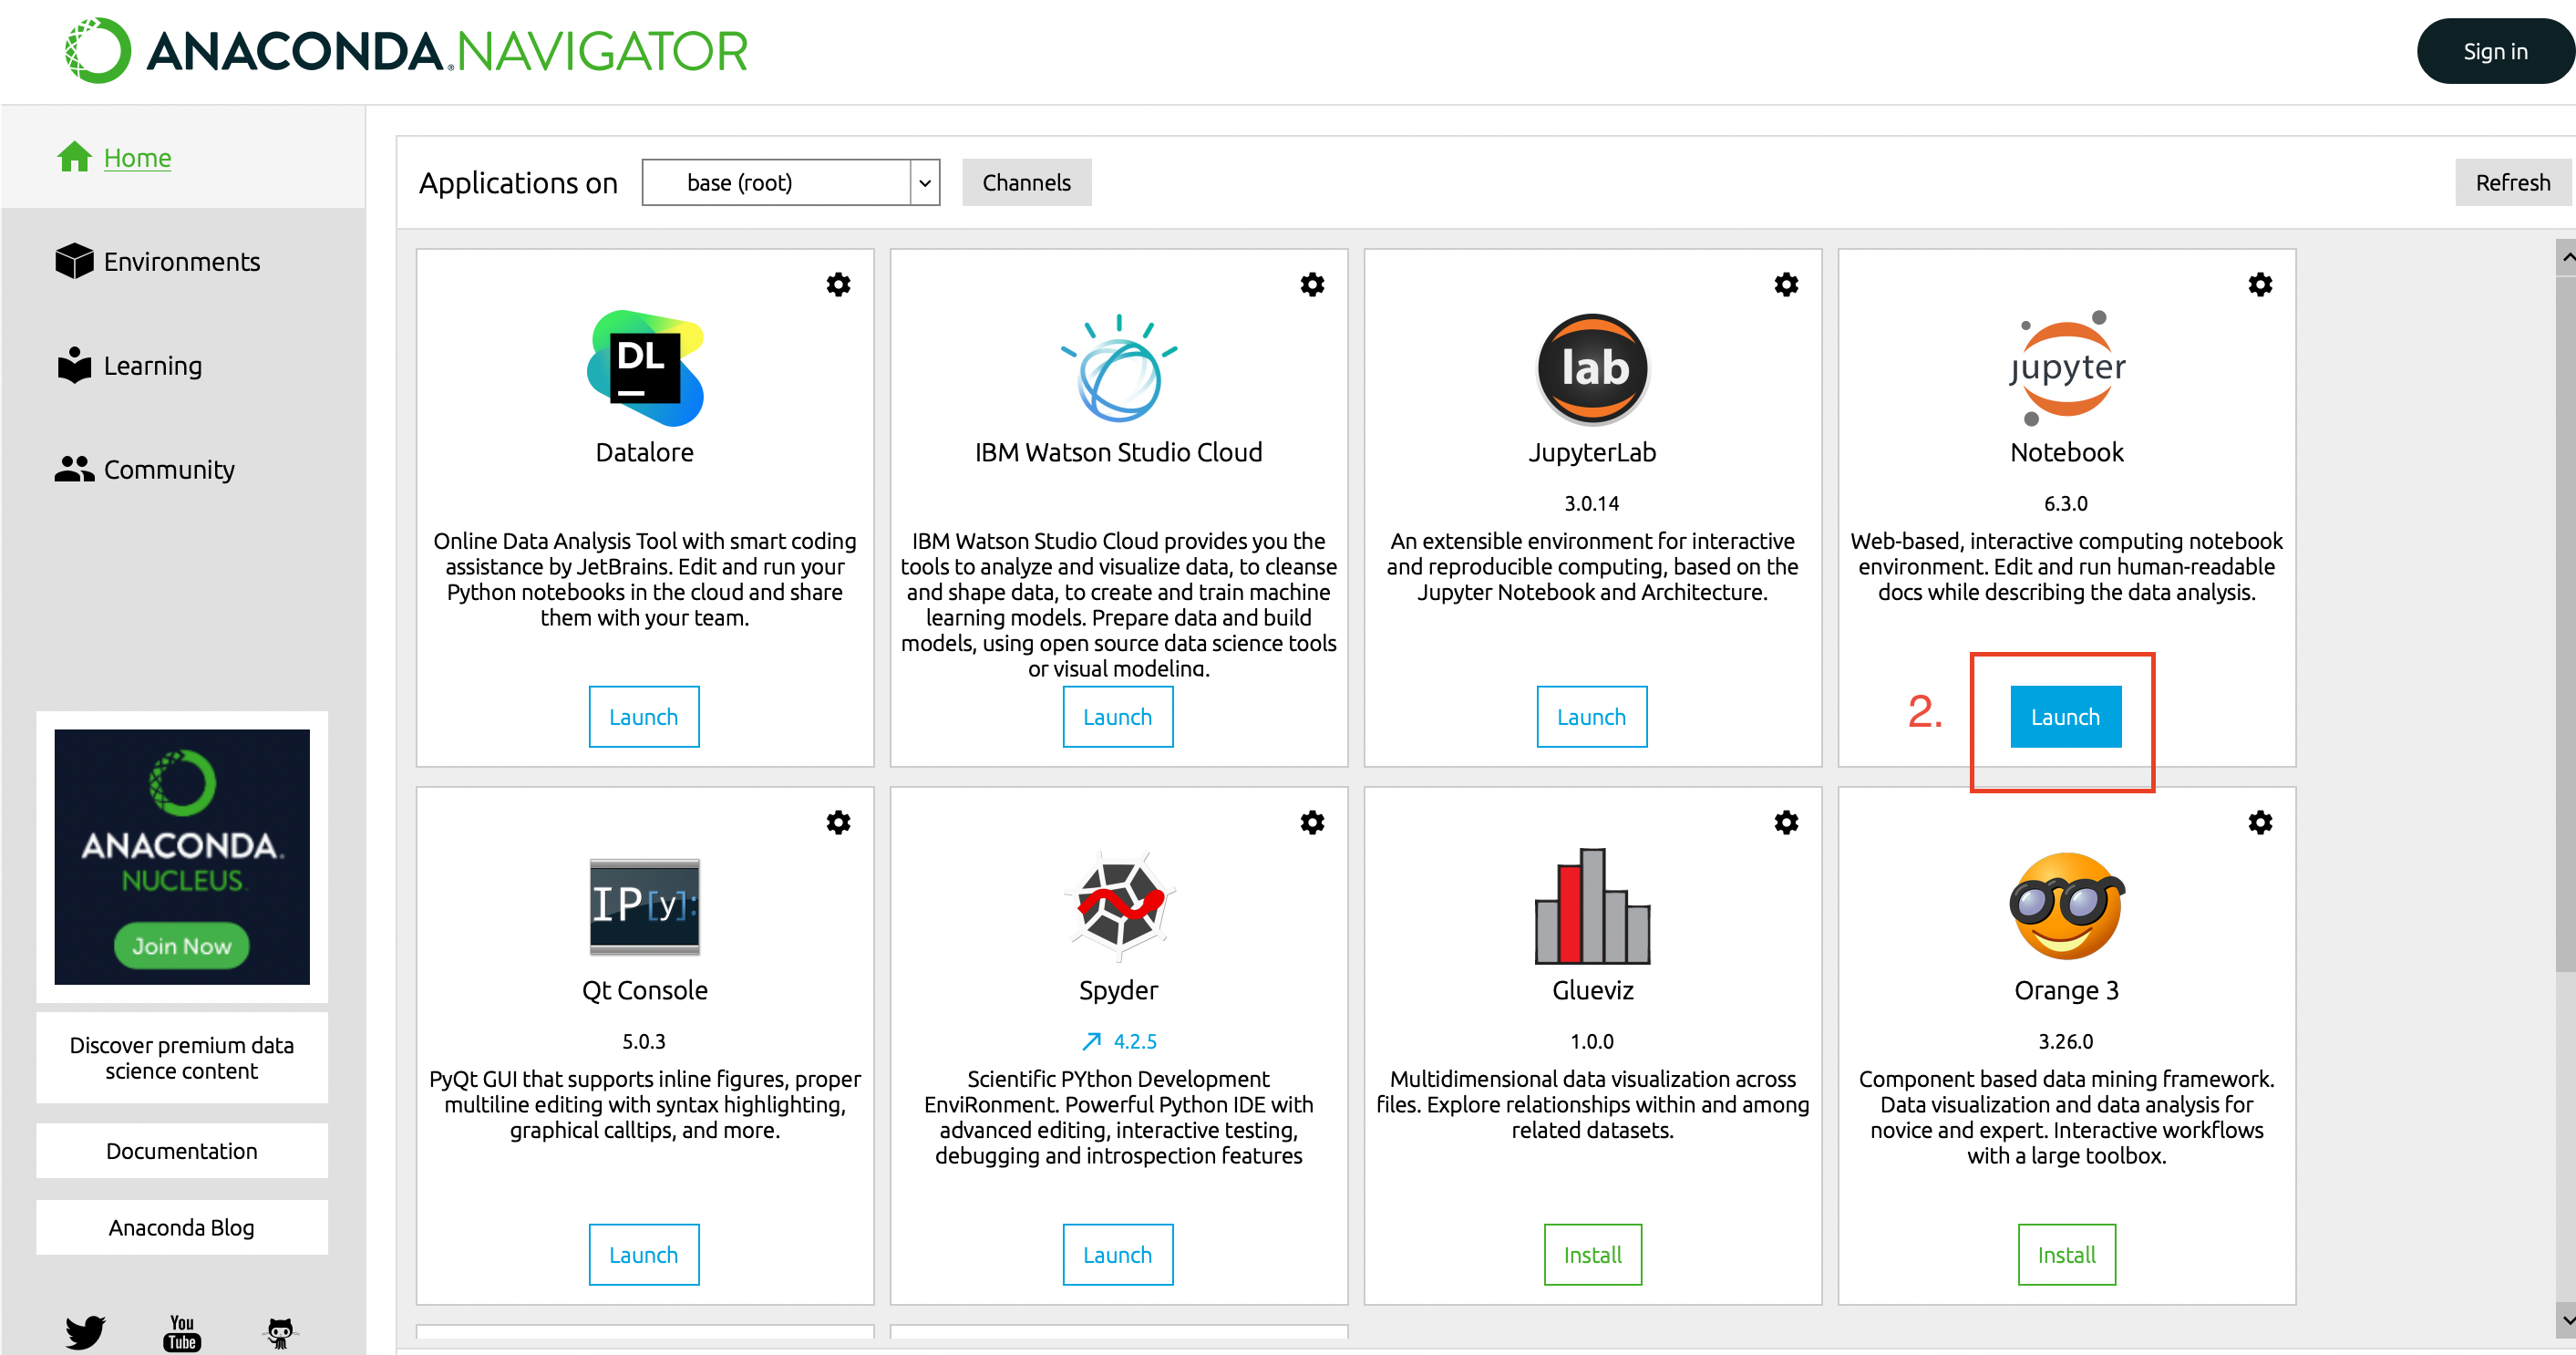 ANACONDA.NAVIGATOR
Sign in
Home
Environments
Learning
Community
ANACONDA.
NUCLEUS
Join Now
Discover premium data
science content
Documentation
Anaconda Blog
You
Tube
Applications on
base (root)
Channels
Refresh
DL
Datalore
Online Data Analysis Tool with smart coding
assistance by JetBrains. Edit and run your
Python notebooks in the cloud and share
them with your team.
Launch
IBM Watson Studio Cloud
IBM Watson Studio Cloud provides you the
tools to analyze and visualize data, to cleanse
and shape data, to create and train machine
learning models. Prepare data and build
models, using open source data science tools
or visual modeling.
Launch
lab
JupyterLab
3.0.14
An extensible environment for interactive
and reproducible computing, based on the
Jupyter Notebook and Architecture.
Launch
jupyter
Notebook
6.3.0
Web-based, interactive computing notebook
environment. Edit and run human-readable
docs while describing the data analysis.
2.
Launch
IP[y]:
Qt Console
5.0.3
PyQt GUI that supports inline figures, proper
multiline editing with syntax highlighting,
graphical calltips, and more.
Launch
Spyder
4.2.5
Scientific PYthon Development
EnviRonment. Powerful Python IDE with
advanced editing, interactive testing,
debugging and introspection features
Launch
Glueviz
1.0.0
Multidimensional data visualization across
files. Explore relationships within and among
related datasets.
Install
Orange 3
3.26.0
Component based data mining framework.
Data visualization and data analysis for
novice and expert. Interactive workflows
with a large toolbox.
Install